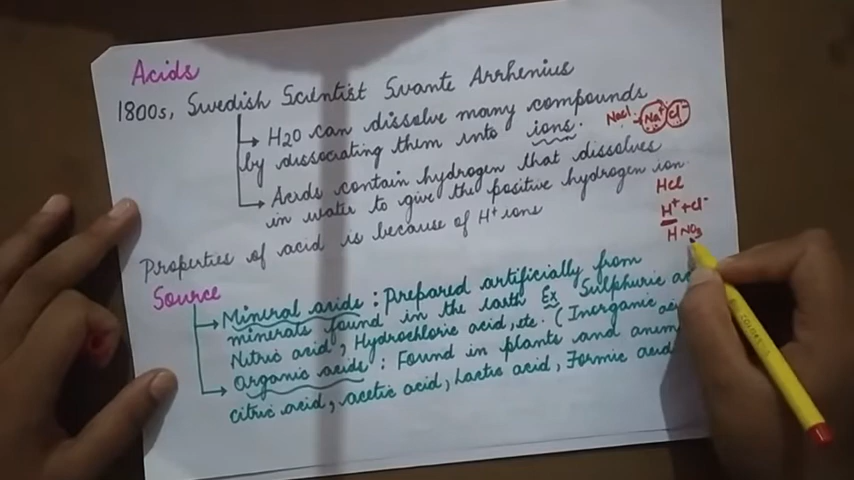 Acids
1800s, Swedish Scientist Svante Arrhenius
H2O can dissolve many compounds
by dissociating them into ions.
NaCl → Na+ Cl-
Acids contain hydrogen that dissolves
in water to give the positive hydrogen ion.
HCl
H+ + Cl-
HNO3
Properties of acid is because of H+ ions
Source
Mineral acids : Prepared artificially from
minerals found in the earth Ex Sulphuric
Nitric acid, Hydrochloric acid, etc. (Inorganic
Organic acids : Found in plants and
citric acid, acetic acid, Lactic acid, Formic acid